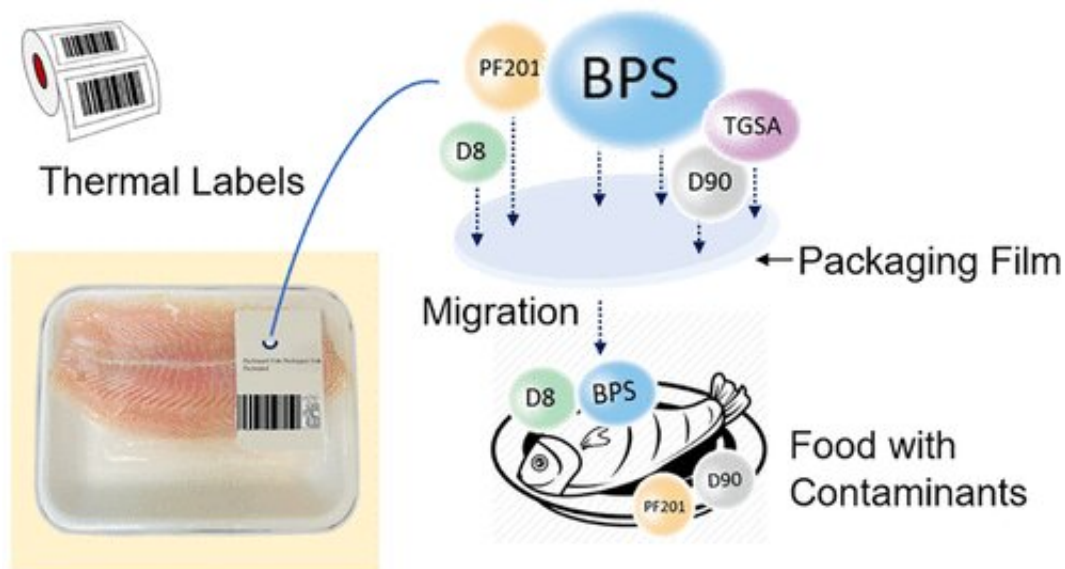 Thermal Labels
PF201
BPS
TGSA
D8
D90
Packaging Film
Migration
D8
BPS
D90
PF201
Food with
Contaminants